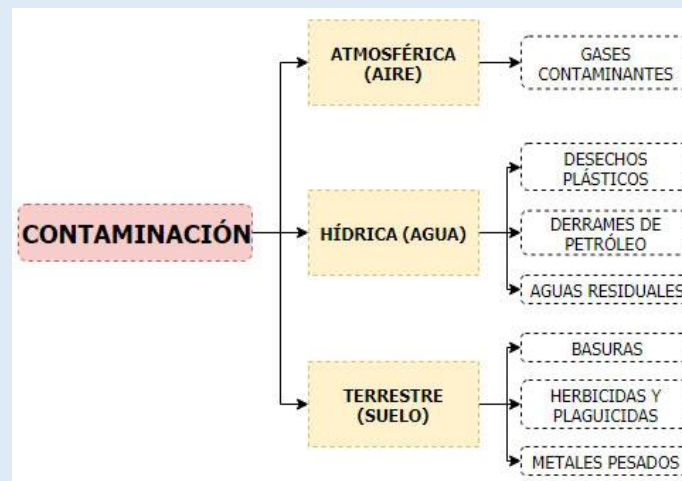 CONTAMINACIÓN
ATMOSFÉRICA
(AIRE)
GASES
CONTAMINANTES
HÍDRICA (AGUA)
DESECHOS
PLÁSTICOS
DERRAMES DE
PETRÓLEO
AGUAS RESIDUALES
TERRESTRE
(SUELO)
BASURAS
HERBICIDAS Y
PLAGUICIDAS
METALES PESADOS